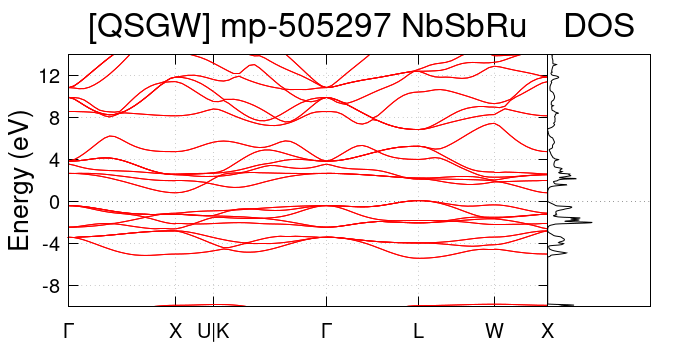 [QSGW] mp-505297 NbSbRu DOS
Energy (eV)
12
8
4
0
-4
-8
Γ X U|K Γ L W X